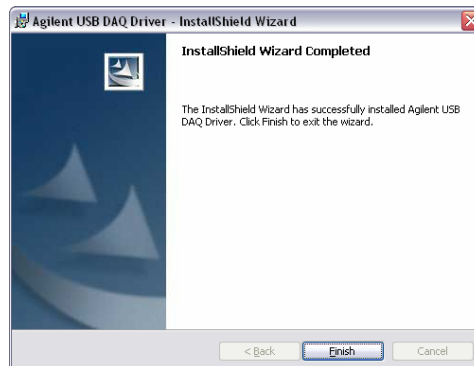 Agilent USB DAQ Driver - InstallShield Wizard
InstallShield Wizard Completed
The InstallShield Wizard has successfully installed Agilent USB
DAQ Driver. Click Finish to exit the wizard.
< Back
Finish
Cancel